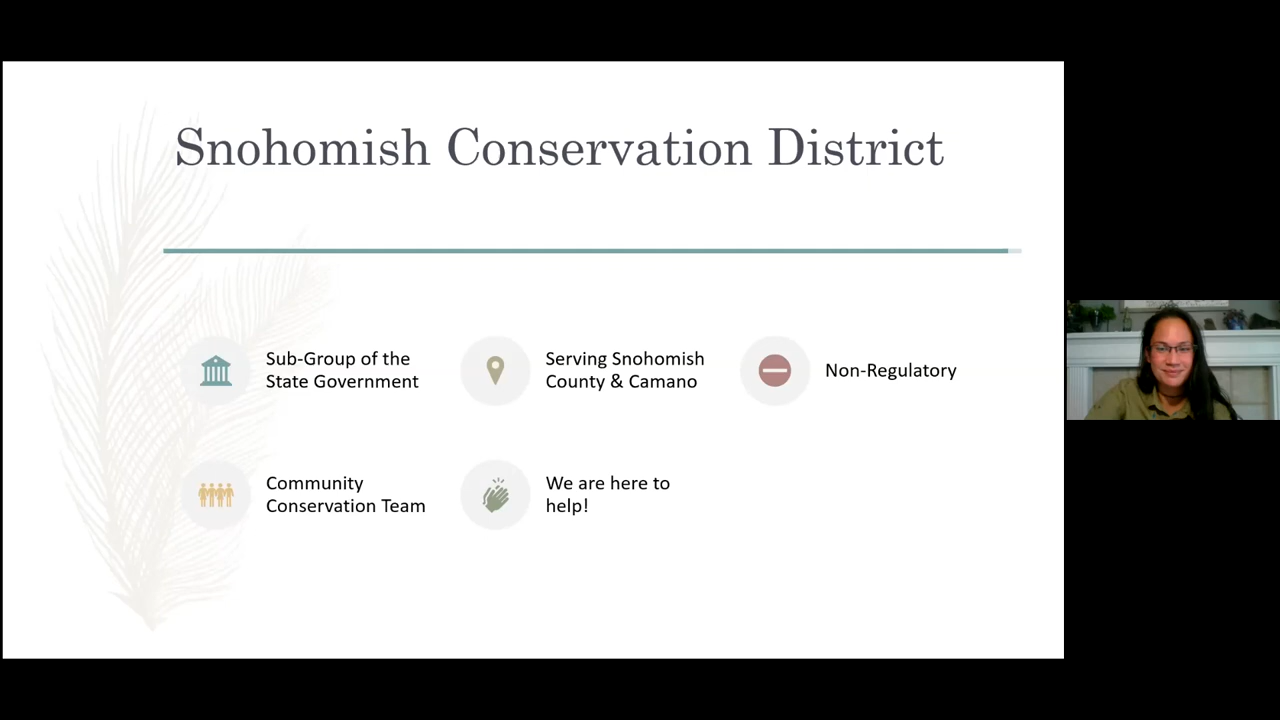 Snohomish Conservation District
Sub-Group of the
State Government
Serving Snohomish
County & Camano
Non-Regulatory
Community
Conservation Team
We are here to
help!